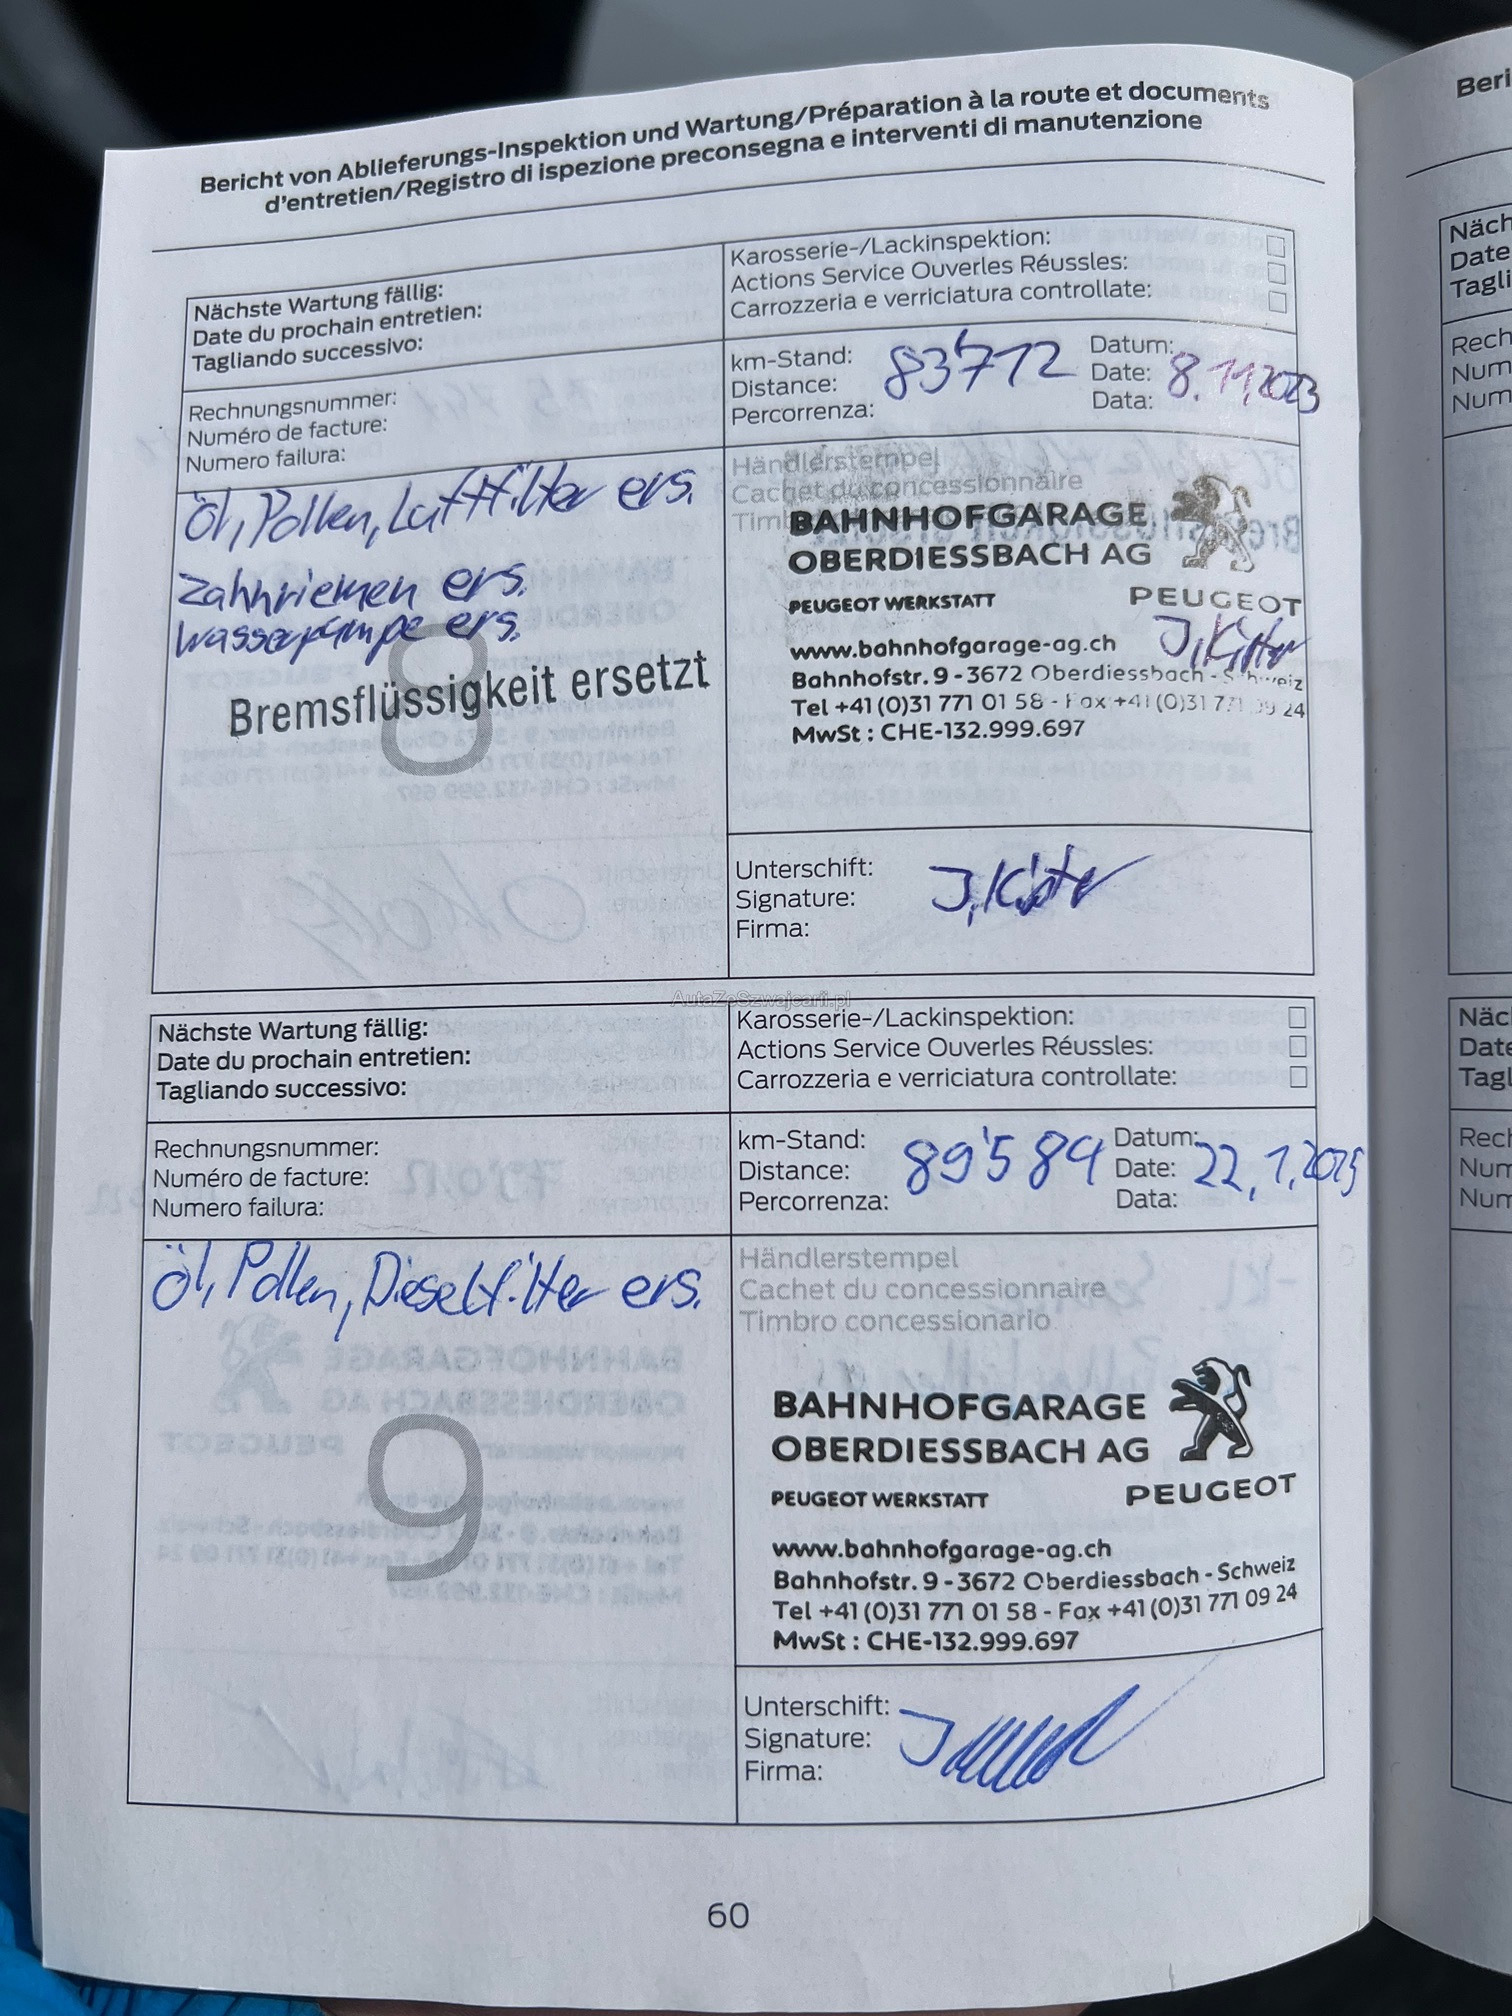 Bericht von Ablieferungs-Inspektion und Wartung/Préparation à la route et documents
d'entretien/Registro di ispezione preconsegna e interventi di manutenzione
Nächste Wartung fällig:
Date du prochain entretien:
Tagliando successivo:
Karosserie-/Lackinspektion:
Actions Service Ouverles Réussles:
Carrozzeria e verriciatura controllate:
Rechnungsnummer:
Numéro de facture:
Numero failura:
km-Stand: 83'712
Distance:
Percorrenza:
Datum:
Date: 8.11.2023
Data:
Öl, Pollen, Luftfilter ers.
Zahnriemen ers.
Wasserpumpe ers.
8
Bremsflüssigkeit ersetzt
Händlerstempel
Cachet du concessionnaire
BAHNHOFGARAGE
OBERDIESSBACH AG
PEUGEOT WERKSTATT
PEUGEOT
www.bahnhofgarage-ag.ch
Bahnhofstr. 9 - 3672 Oberdiessbach - Schweiz
Tel +41 (0)31 771 01 58 - Fax +41 (0)31 771 09 24
MwSt : CHE-132.999.697
Unterschift:
Signature:
Firma:
AutaZeSzwajcarii.pl
Nächste Wartung fällig:
Date du prochain entretien:
Tagliando successivo:
Karosserie-/Lackinspektion:
Actions Service Ouverles Réussles:
Carrozzeria e verriciatura controllate:
Rechnungsnummer:
Numéro de facture:
Numero failura:
km-Stand: 89'589
Distance:
Percorrenza:
Datum:
Date: 22.1.2025
Data:
Öl, Pollen, Dieselfilter ers.
9
Händlerstempel
Cachet du concessionnaire
Timbro concessionario
BAHNHOFGARAGE
OBERDIESSBACH AG
PEUGEOT WERKSTATT
PEUGEOT
www.bahnhofgarage-ag.ch
Bahnhofstr. 9 - 3672 Oberdiessbach - Schweiz
Tel +41 (0)31 771 01 58 - Fax +41 (0)31 771 09 24
MwSt : CHE-132.999.697
Unterschift:
Signature:
Firma:
60